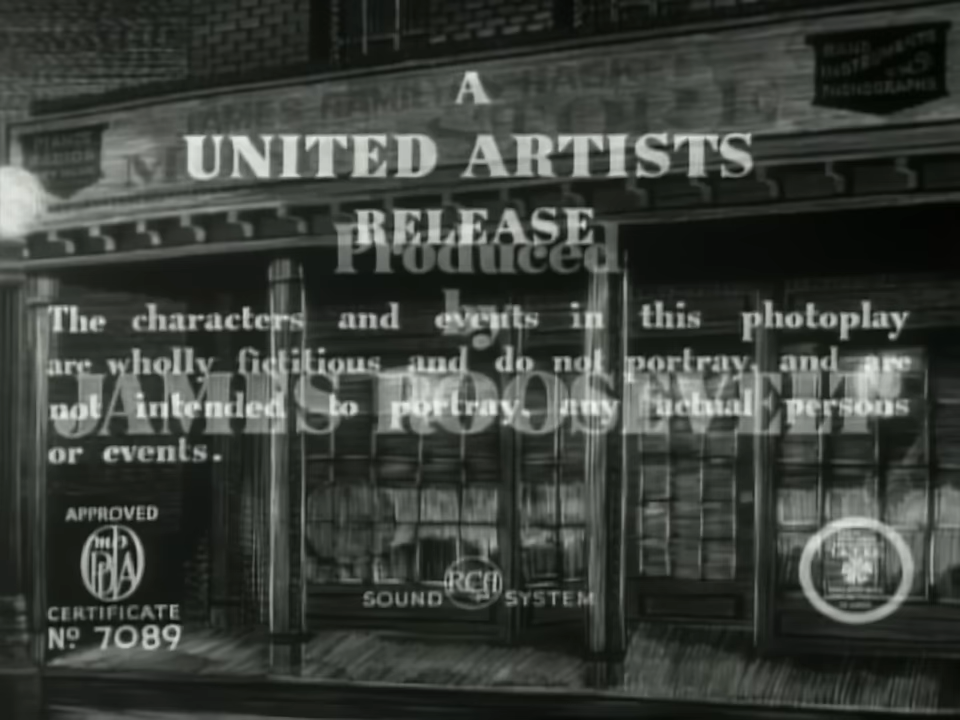 A
UNITED ARTISTS
RELEASE
Produced
by
JAMES ROOSEVELT
The characters and events in this photoplay
are wholly fictitious and do not portray, and are
not intended to portray, any actual persons
or events.
APPROVED
CERTIFICATE
Nº 7089
SOUND RCA SYSTEM